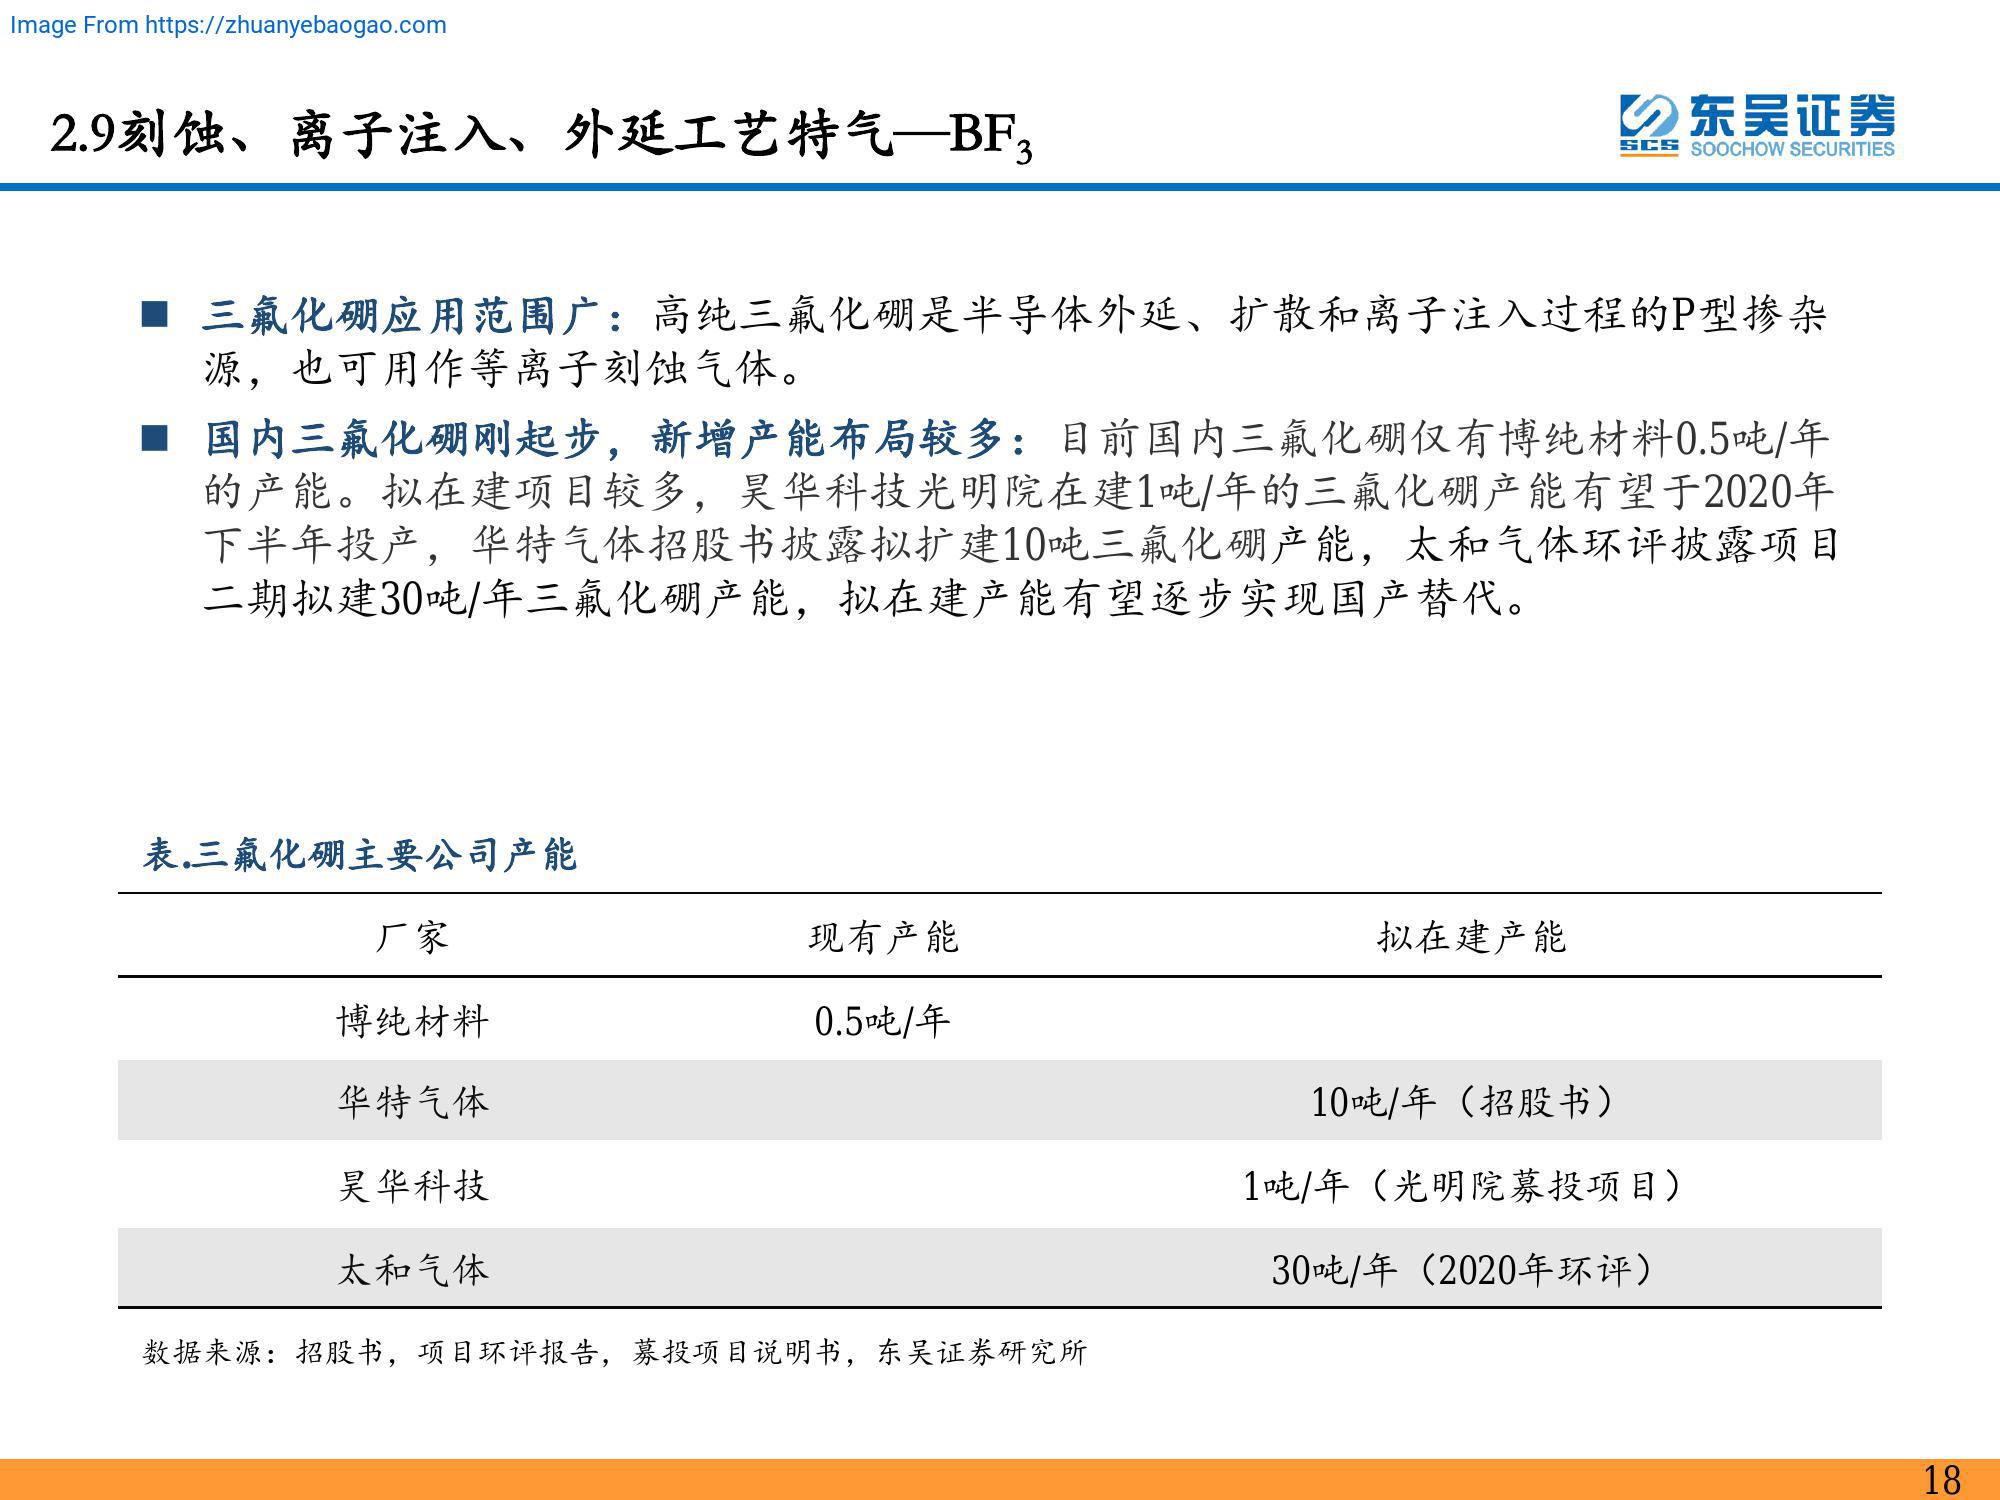 Image From https://zhuanyebaogao.com
2.9刻蚀、离子注入、外延工艺特气—BF₃
东吴证券
SCS SOOCHOW SECURITIES
■ 三氟化硼应用范围广：高纯三氟化硼是半导体外延、扩散和离子注入过程的P型掺杂
源，也可用作等离子刻蚀气体。
■ 国内三氟化硼刚起步，新增产能布局较多：目前国内三氟化硼仅有博纯材料0.5吨/年
的产能。拟在建项目较多，昊华科技光明院在建1吨/年的三氟化硼产能有望于2020年
下半年投产，华特气体招股书披露拟扩建10吨三氟化硼产能，太和气体环评披露项目
二期拟建30吨/年三氟化硼产能，拟在建产能有望逐步实现国产替代。
表.三氟化硼主要公司产能
厂家 现有产能 拟在建产能
博纯材料 0.5吨/年
华特气体 10吨/年（招股书）
昊华科技 1吨/年（光明院募投项目）
太和气体 30吨/年（2020年环评）
数据来源：招股书，项目环评报告，募投项目说明书，东吴证券研究所
18